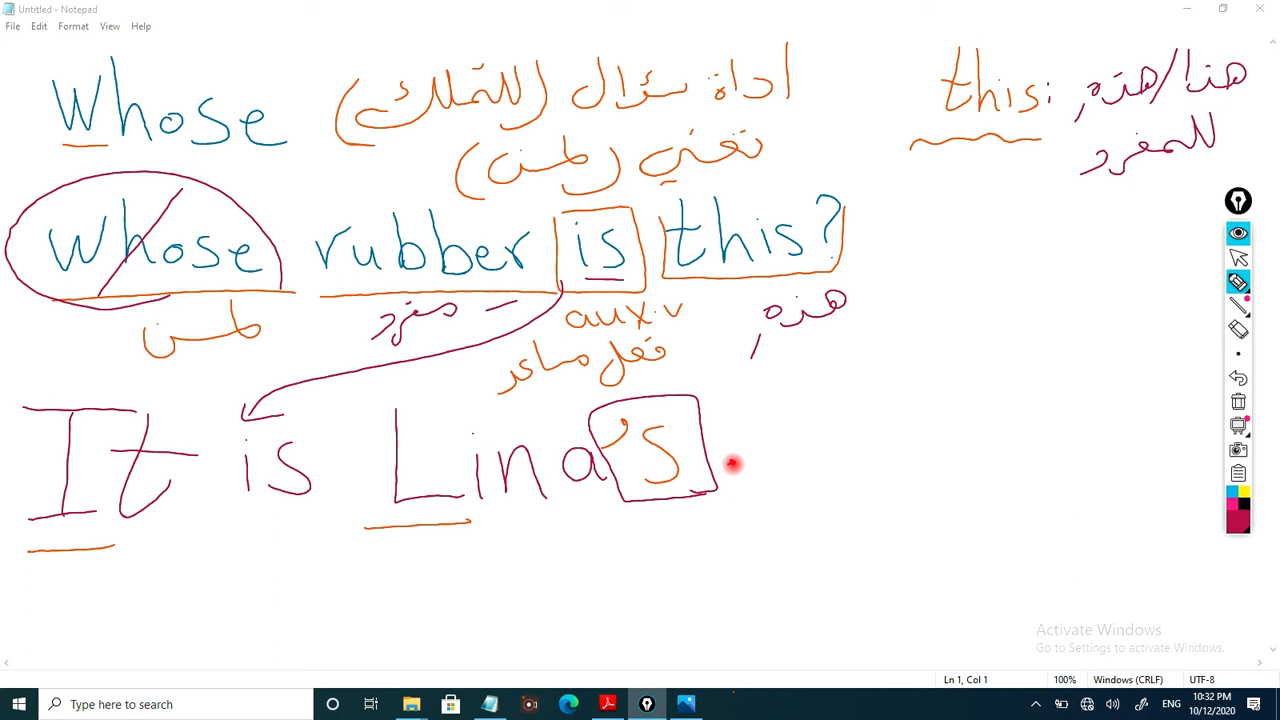 Untitled - Notepad
File Edit Format View Help
Whose اداة سؤال (للتملك) this: هذا/هذه
تعني (لمن) للمفرد
Whose rubber is this?
لمن مفرد - aux.v هذه
فعل مساعد
It is Lina's
Activate Windows
Go to Settings to activate Windows.
Ln 1, Col 1 100% Windows (CRLF) UTF-8
Type here to search ENG 10:32 PM
10/12/2020